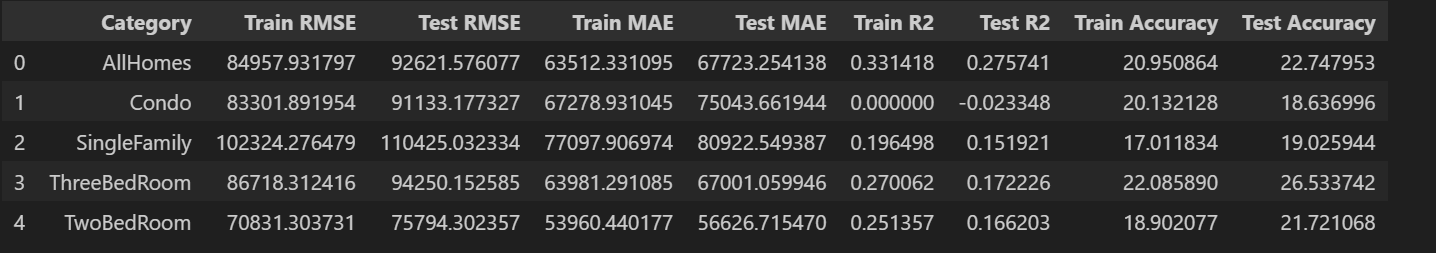 Category Train RMSE Test RMSE Train MAE Test MAE Train R2 Test R2 Train Accuracy Test Accuracy
0 AllHomes 84957.931797 92621.576077 63512.331095 67723.254138 0.331418 0.275741 20.950864 22.747953
1 Condo 83301.891954 91133.177327 67278.931045 75043.661944 0.000000 -0.023348 20.132128 18.636996
2 SingleFamily 102324.276479 110425.032334 77097.906974 80922.549387 0.196498 0.151921 17.011834 19.025944
3 ThreeBedRoom 86718.312416 94250.152585 63981.291085 67001.059946 0.270062 0.172226 22.085890 26.533742
4 TwoBedRoom 70831.303731 75794.302357 53960.440177 56626.715470 0.251357 0.166203 18.902077 21.721068